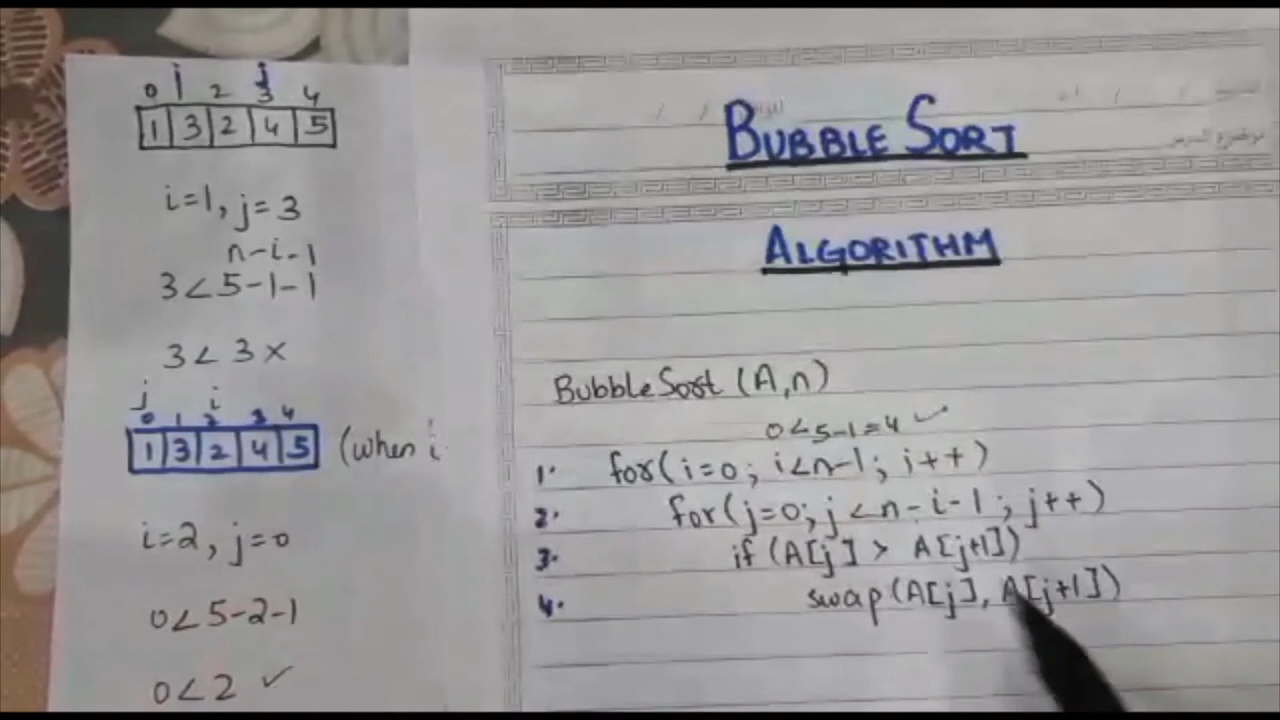 i j
0 1 2 3 4
1 3 2 4 5
i=1, j=3
n-i-1
3<5-1-1
3<3 ×
j i
0 1 2 3 4
1 3 2 4 5 (when i
i=2, j=0
0<5-2-1
0<2 ✓
BUBBLE SORT
ALGORITHM
BubbleSort (A,n)
0<5-1=4 ✓
1. for(i=0; i<n-1; i++)
2. for(j=0; j<n-i-1; j++)
3. if (A[j] > A[j+1])
4. swap(A[j], A[j+1])